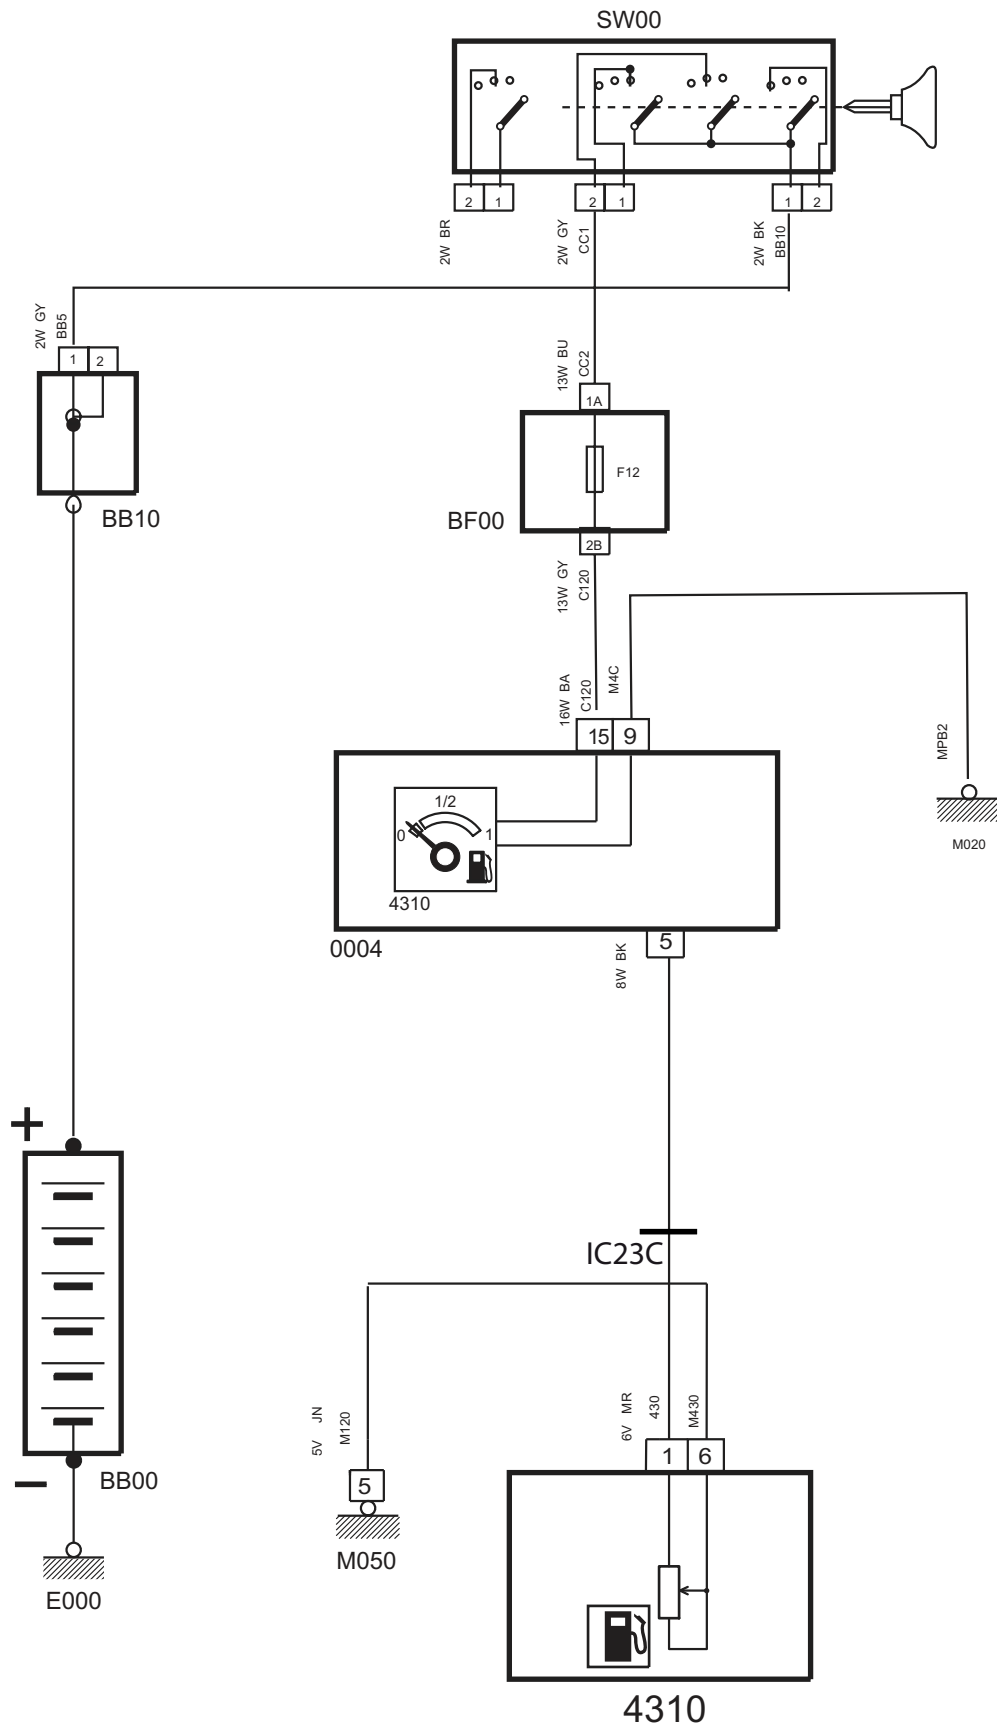 SW00
2 1
2 1
1 2
2W BR
2W GY
CC1
2W BK
BB10
2W GY
BB5
1 2
13W BU
CC2
1A
F12
BB10
BF00
2B
13W GY
C120
16W BA
C120
M4C
15 9
MPB2
M020
1/2
0
1
4310
0004
5
8W BK
+
IC23C
5V JN
M120
6V MR
430
M430
1 6
5
–
BB00
M050
E000
4310